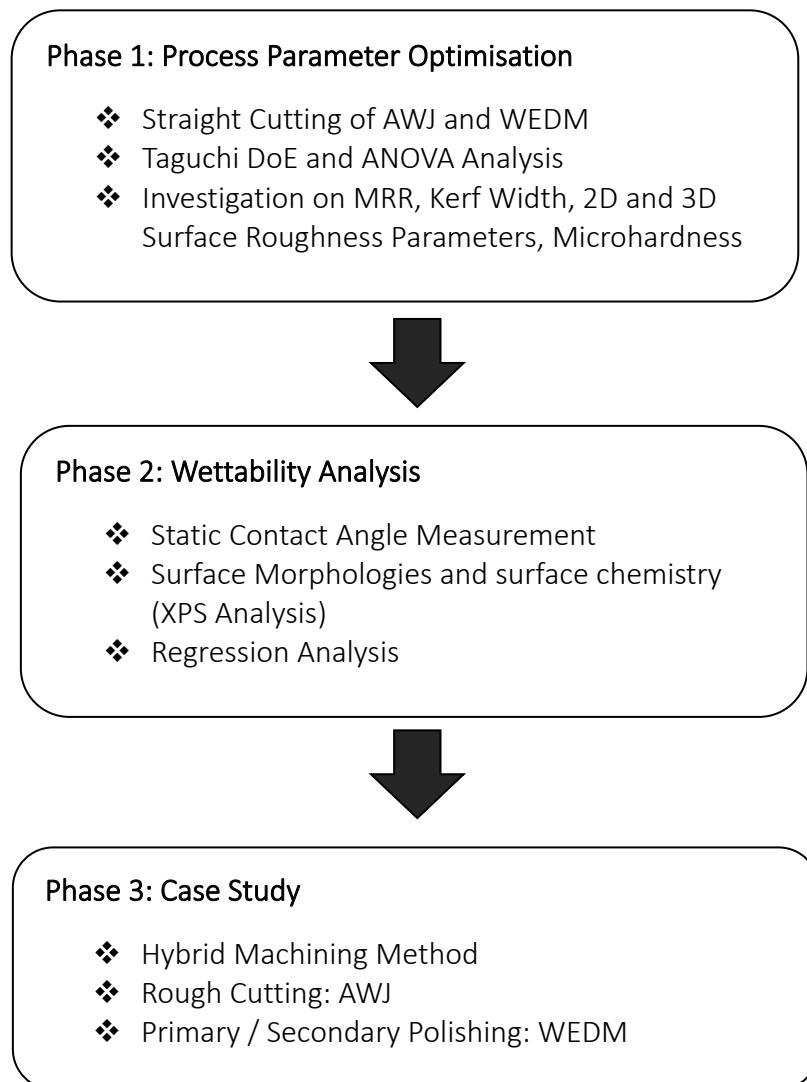 Phase 1: Process Parameter Optimisation
❖ Straight Cutting of AWJ and WEDM
❖ Taguchi DoE and ANOVA Analysis
❖ Investigation on MRR, Kerf Width, 2D and 3D
Surface Roughness Parameters, Microhardness
Phase 2: Wettability Analysis
❖ Static Contact Angle Measurement
❖ Surface Morphologies and surface chemistry
(XPS Analysis)
❖ Regression Analysis
Phase 3: Case Study
❖ Hybrid Machining Method
❖ Rough Cutting: AWJ
❖ Primary / Secondary Polishing: WEDM